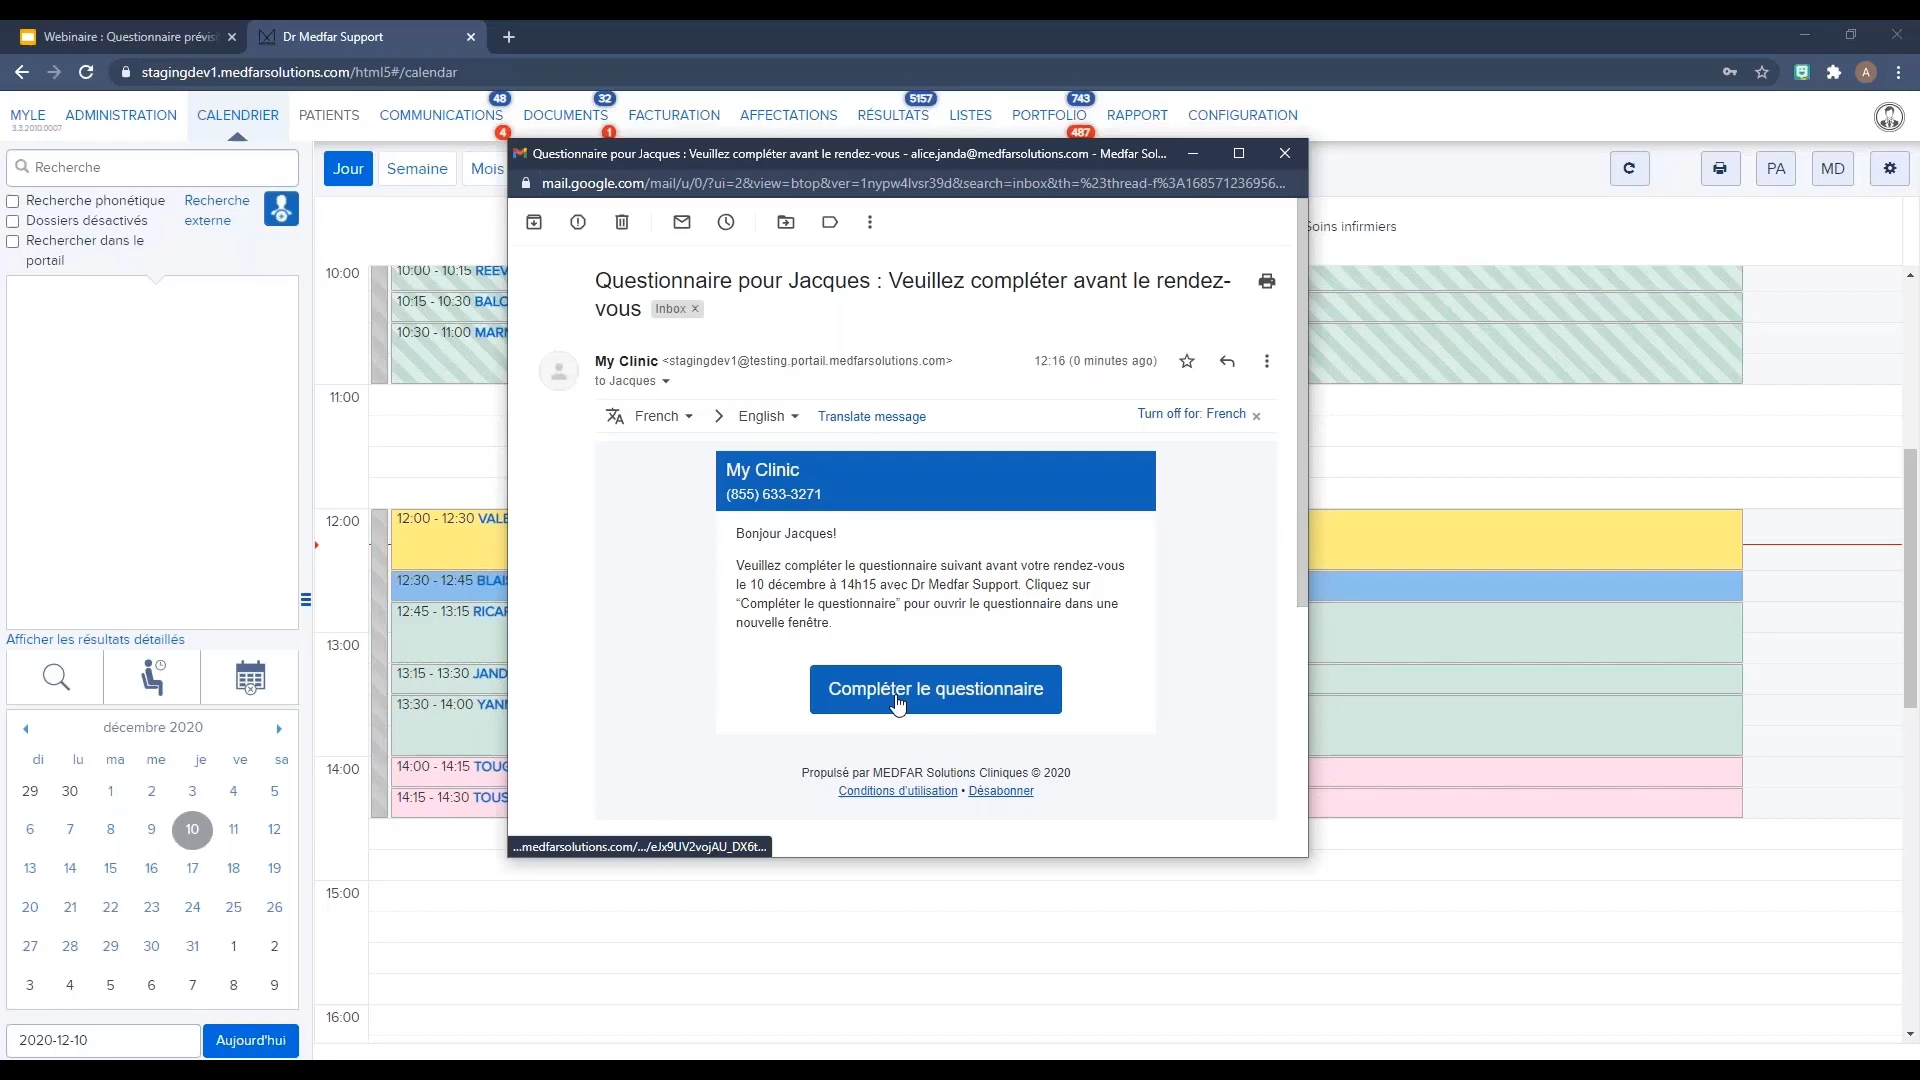 Webinaire : Questionnaire prévis
Dr Medfar Support
stagingdev1.medfarsolutions.com/html5#/calendar
A
MYLE
3.3.2010.0007
ADMINISTRATION
CALENDRIER
PATIENTS
COMMUNICATIONS
48
4
DOCUMENTS
32
1
FACTURATION
AFFECTATIONS
RÉSULTATS
5157
LISTES
PORTFOLIO
743
487
RAPPORT
CONFIGURATION
Recherche
Recherche phonétique
Dossiers désactivés
Rechercher dans le
portail
Recherche
externe
Afficher les résultats détaillés
décembre 2020
di lu ma me je ve sa
29 30 1 2 3 4 5
6 7 8 9 10 11 12
13 14 15 16 17 18 19
20 21 22 23 24 25 26
27 28 29 30 31 1 2
3 4 5 6 7 8 9
2020-12-10
Aujourd'hui
Jour
Semaine
Mois
PA
MD
Soins infirmiers
10:00
10:00 - 10:15 REEV
10:15 - 10:30 BALO
10:30 - 11:00 MARN
11:00
12:00
12:00 - 12:30 VALE
12:30 - 12:45 BLAIS
12:45 - 13:15 RICAR
13:00
13:15 - 13:30 JAND
13:30 - 14:00 YANN
14:00
14:00 - 14:15 TOUG
14:15 - 14:30 TOUS
15:00
16:00
Questionnaire pour Jacques : Veuillez compléter avant le rendez-vous - alice.janda@medfarsolutions.com - Medfar Sol...
mail.google.com/mail/u/0/?ui=2&view=btop&ver=1nypw4lvsr39d&search=inbox&th=%23thread-f%3A168571236956...
Questionnaire pour Jacques : Veuillez compléter avant le rendez-
vous
Inbox
My Clinic <stagingdev1@testing.portail.medfarsolutions.com>
12:16 (0 minutes ago)
to Jacques
French
English
Translate message
Turn off for: French
My Clinic
(855) 633-3271
Bonjour Jacques!
Veuillez compléter le questionnaire suivant avant votre rendez-vous
le 10 décembre à 14h15 avec Dr Medfar Support. Cliquez sur
“Compléter le questionnaire” pour ouvrir le questionnaire dans une
nouvelle fenêtre.
Compléter le questionnaire
Propulsé par MEDFAR Solutions Cliniques © 2020
Conditions d'utilisation • Désabonner
...medfarsolutions.com/.../eJx9UV2vojAU_DX6t...